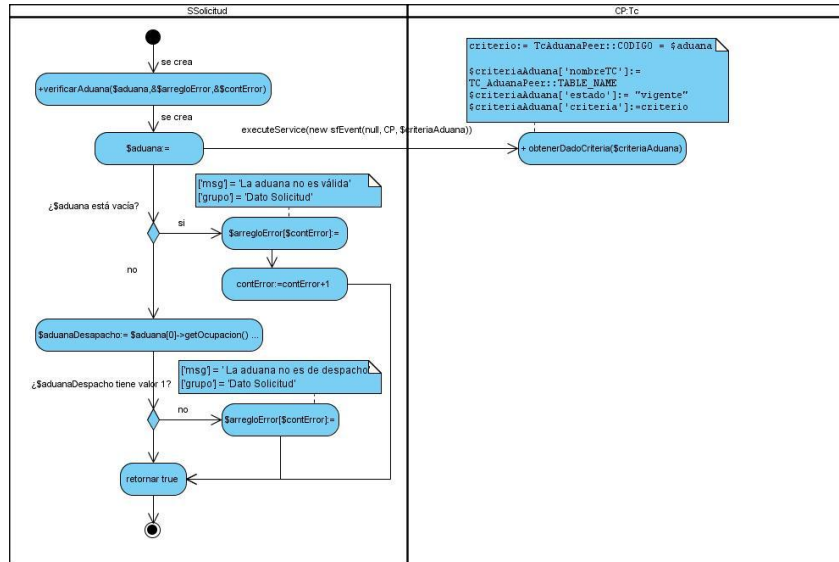 SSolicitud
CP:Tc
se crea
+verificarAduana($aduana,&$arregloError,&$contError)
se crea
$aduana:=
executeService(new sfEvent(null, CP, $criteriaAduana))
criterio:= TcAduanaPeer::CODIGO = $aduana
$criteriaAduana['nombreTC']:=
TC_AduanaPeer::TABLE_NAME
$criteriaAduana['estado']:= "vigente"
$criteriaAduana['criteria']:=criterio
+ obtenerDadoCriteria($criteriaAduana)
['msg'] = 'La aduana no es válida'
['grupo'] = 'Dato Solicitud'
¿$aduana está vacía?
si
$arregloError[$contError]:=
no
contError:=contError+1
$aduanaDesapacho:= $aduana[0]->getOcupacion() ...
['msg'] = ' La aduana no es de despacho
['grupo'] = 'Dato Solicitud'
¿$aduanaDespacho tiene valor 1?
no
$arregloError[$contError]:=
retornar true